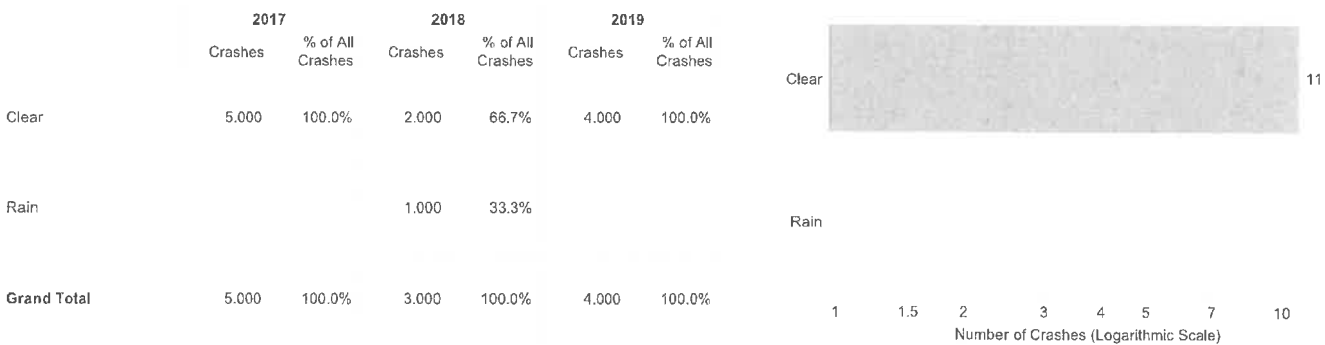 2017 2018 2019
Crashes % of All Crashes Crashes % of All Crashes Crashes % of All Crashes
Clear 5.000 100.0% 2.000 66.7% 4.000 100.0%
Rain 1.000 33.3%
Grand Total 5.000 100.0% 3.000 100.0% 4.000 100.0%
Clear 11
Rain
1 1.5 2 3 4 5 7 10
Number of Crashes (Logarithmic Scale)